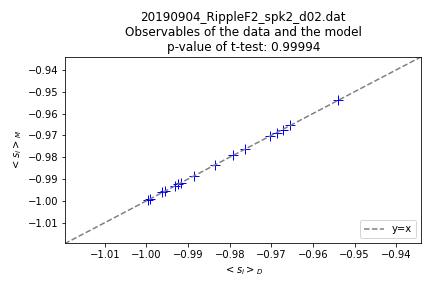 20190904_RippleF2_spk2_d02.dat
Observables of the data and the model
p-value of t-test: 0.99994
−0.94
−0.95
−0.96
−0.97
−0.98
−0.99
−1.00
−1.01
< s_i >_M
y=x
−1.01 −1.00 −0.99 −0.98 −0.97 −0.96 −0.95 −0.94
< s_i >_D